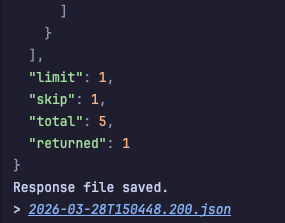 ]
    }
  ],
  "limit": 1,
  "skip": 1,
  "total": 5,
  "returned": 1
}
Response file saved.
> 2026-03-28T150448.200.json